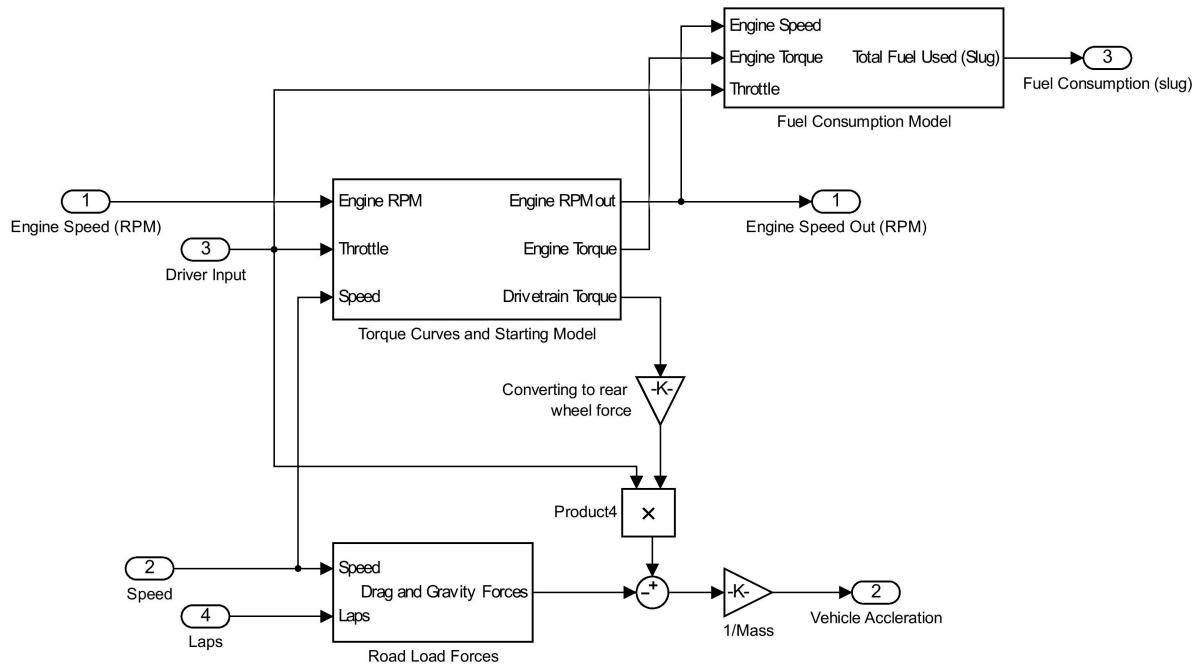 Engine Speed
Engine Torque
Total Fuel Used (Slug)
3
Throttle
Fuel Consumption (slug)
Fuel Consumption Model
1
Engine Speed (RPM)
Engine RPM
Engine RPM out
1
Engine Speed Out (RPM)
3
Driver Input
Throttle
Engine Torque
Speed
Drivetrain Torque
Torque Curves and Starting Model
Converting to rear
wheel force
-K-
Product4
×
2
Speed
Speed
Drag and Gravity Forces
− +
-K-
1/Mass
2
Vehicle Accleration
4
Laps
Laps
Road Load Forces